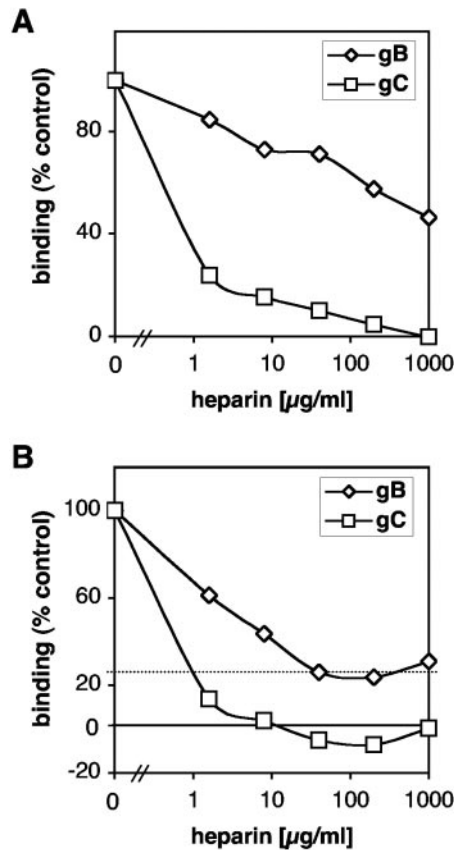 A
gB
gC
binding (% control)
80
40
0
0
//
1
10
100
1000
heparin [µg/ml]
B
gB
gC
binding (% control)
100
60
20
0
-20
0
//
1
10
100
1000
heparin [µg/ml]